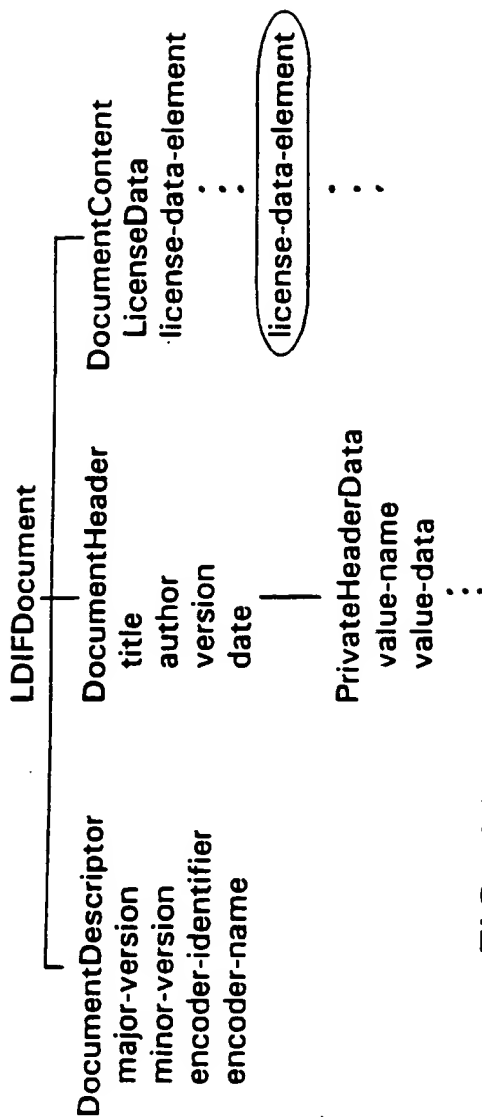 LDIFDocument
DocumentDescriptor
major-version
minor-version
encoder-identifier
encoder-name
DocumentHeader
title
author
version
date
PrivateHeaderData
value-name
value-data
DocumentContent
LicenseData
license-data-element
license-data-element